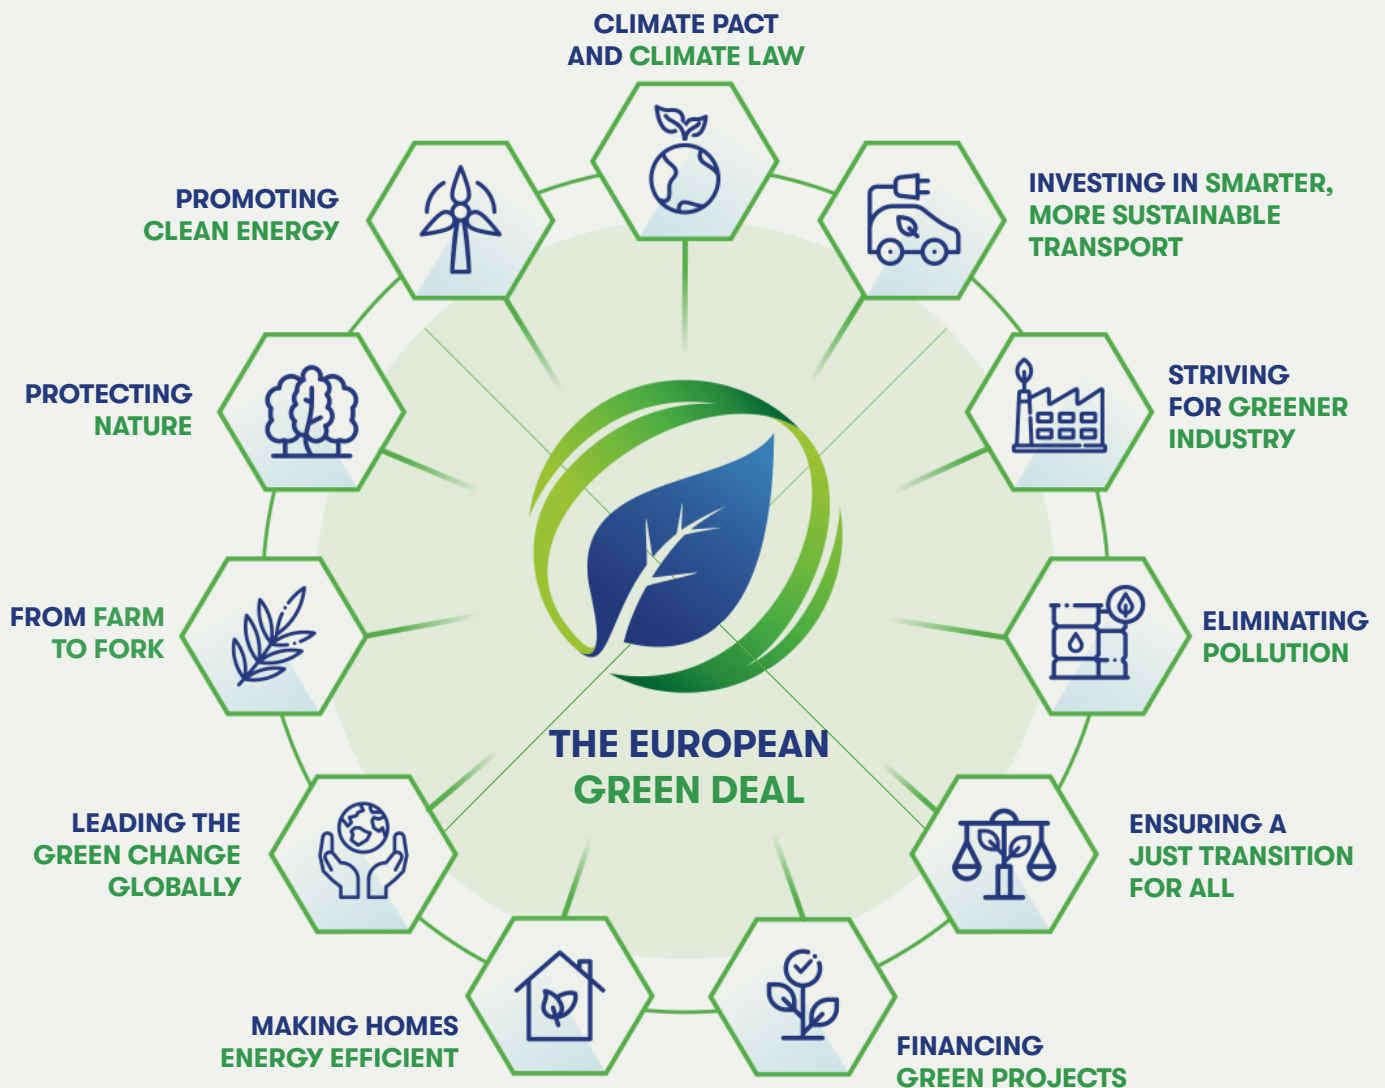 CLIMATE PACT
AND CLIMATE LAW
INVESTING IN SMARTER,
MORE SUSTAINABLE
TRANSPORT
STRIVING
FOR GREENER
INDUSTRY
ELIMINATING
POLLUTION
ENSURING A
JUST TRANSITION
FOR ALL
FINANCING
GREEN PROJECTS
MAKING HOMES
ENERGY EFFICIENT
LEADING THE
GREEN CHANGE
GLOBALLY
FROM FARM
TO FORK
PROTECTING
NATURE
PROMOTING
CLEAN ENERGY
THE EUROPEAN
GREEN DEAL